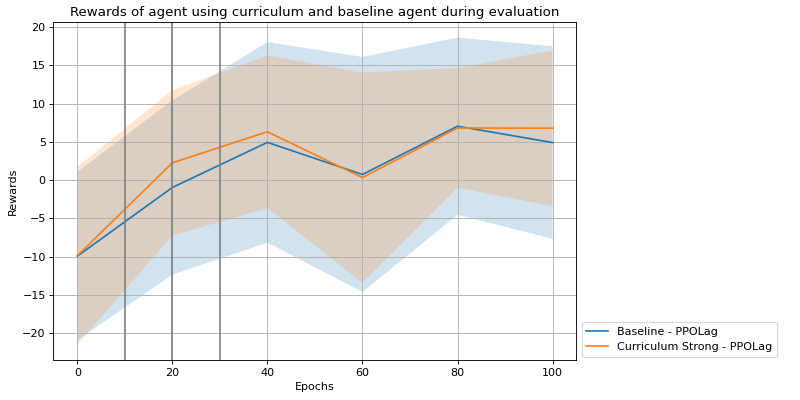 Rewards of agent using curriculum and baseline agent during evaluation
20
15
10
5
0
−5
−10
−15
−20
Rewards
0 20 40 60 80 100
Epochs
Baseline - PPOLag
Curriculum Strong - PPOLag